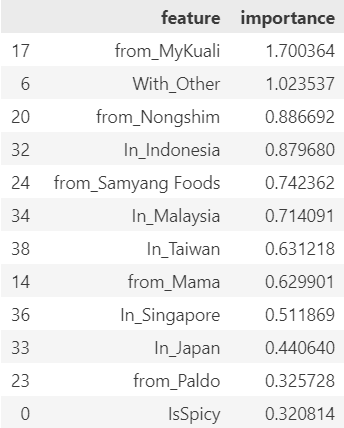 feature importance
17 from_MyKuali 1.700364
6 With_Other 1.023537
20 from_Nongshim 0.886692
32 In_Indonesia 0.879680
24 from_Samyang Foods 0.742362
34 In_Malaysia 0.714091
38 In_Taiwan 0.631218
14 from_Mama 0.629901
36 In_Singapore 0.511869
33 In_Japan 0.440640
23 from_Paldo 0.325728
0 IsSpicy 0.320814